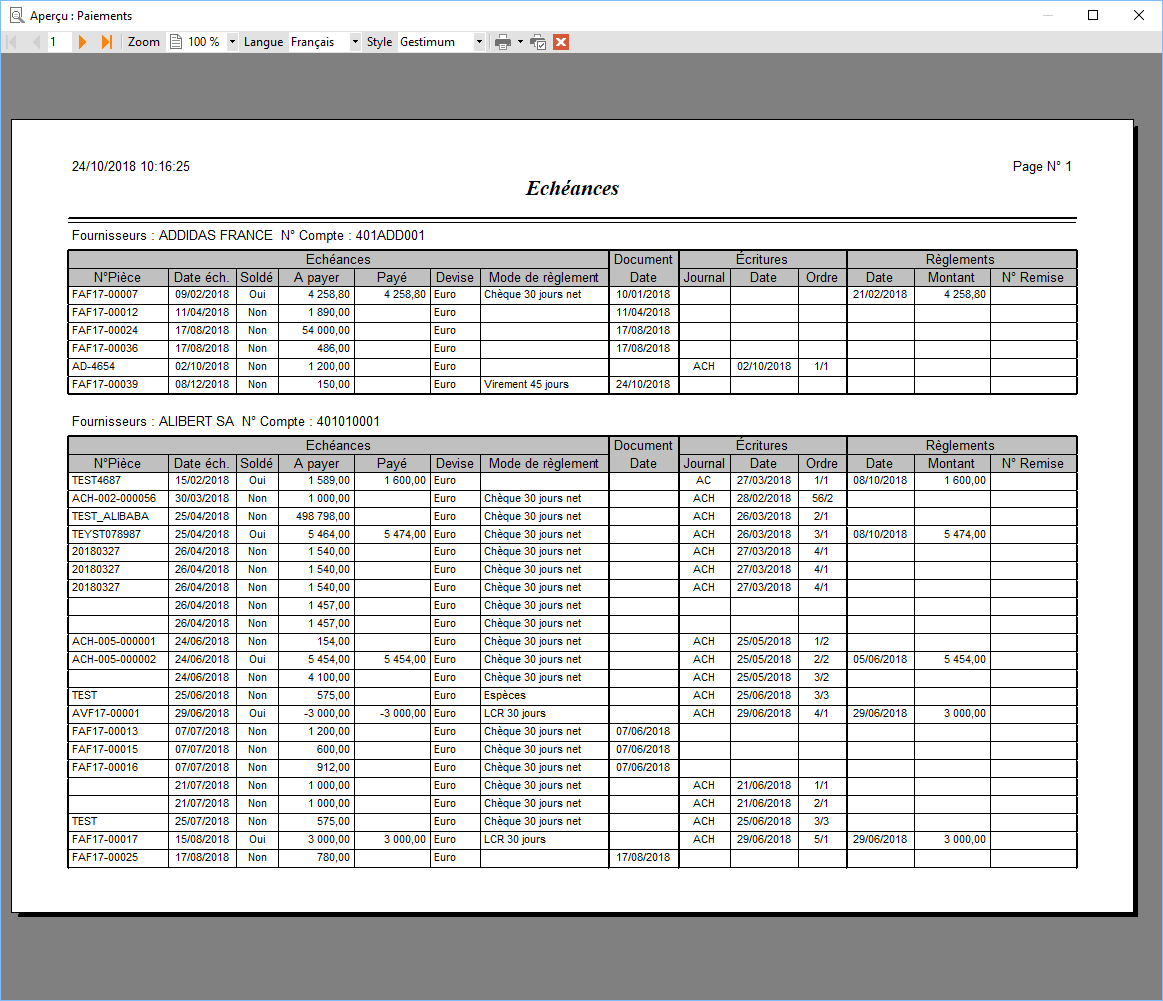 Aperçu : Paiements
1 Zoom 100 % Langue Français Style Gestimum
24/10/2018 10:16:25 Page N° 1
Echéances
Fournisseurs : ADDIDAS FRANCE N° Compte : 401ADD001
Echéances Document Écritures Règlements
N°Pièce Date éch. Soldé A payer Payé Devise Mode de règlement Date Journal Date Ordre Date Montant N° Remise
FAF17-00007 09/02/2018 Oui 4 258,80 4 258,80 Euro Chèque 30 jours net 10/01/2018 21/02/2018 4 258,80
FAF17-00012 11/04/2018 Non 1 890,00 Euro 11/04/2018
FAF17-00024 17/08/2018 Non 54 000,00 Euro 17/08/2018
FAF17-00036 17/08/2018 Non 486,00 Euro 17/08/2018
AD-4654 02/10/2018 Non 1 200,00 Euro ACH 02/10/2018 1/1
FAF17-00039 08/12/2018 Non 150,00 Euro Virement 45 jours 24/10/2018
Fournisseurs : ALIBERT SA N° Compte : 401010001
Echéances Document Écritures Règlements
N°Pièce Date éch. Soldé A payer Payé Devise Mode de règlement Date Journal Date Ordre Date Montant N° Remise
TEST4687 15/02/2018 Oui 1 589,00 1 600,00 Euro AC 27/03/2018 1/1 08/10/2018 1 600,00
ACH-002-000056 30/03/2018 Non 1 000,00 Euro Chèque 30 jours net ACH 28/02/2018 56/2
TEST_ALIBABA 25/04/2018 Non 498 798,00 Euro Chèque 30 jours net ACH 26/03/2018 2/1
TEYST078987 25/04/2018 Oui 5 464,00 5 474,00 Euro Chèque 30 jours net ACH 26/03/2018 3/1 08/10/2018 5 474,00
20180327 26/04/2018 Non 1 540,00 Euro Chèque 30 jours net ACH 27/03/2018 4/1
20180327 26/04/2018 Non 1 540,00 Euro Chèque 30 jours net ACH 27/03/2018 4/1
20180327 26/04/2018 Non 1 540,00 Euro Chèque 30 jours net ACH 27/03/2018 4/1
26/04/2018 Non 1 457,00 Euro Chèque 30 jours net
26/04/2018 Non 1 457,00 Euro Chèque 30 jours net
ACH-005-000001 24/06/2018 Non 154,00 Euro Chèque 30 jours net ACH 25/05/2018 1/2
ACH-005-000002 24/06/2018 Oui 5 454,00 5 454,00 Euro Chèque 30 jours net ACH 25/05/2018 2/2 05/06/2018 5 454,00
24/06/2018 Non 4 100,00 Euro Chèque 30 jours net ACH 25/05/2018 3/2
TEST 25/06/2018 Non 575,00 Euro Espèces ACH 25/06/2018 3/3
AVF17-00001 29/06/2018 Oui -3 000,00 -3 000,00 Euro LCR 30 jours ACH 29/06/2018 4/1 29/06/2018 3 000,00
FAF17-00013 07/07/2018 Non 1 200,00 Euro Chèque 30 jours net 07/06/2018
FAF17-00015 07/07/2018 Non 600,00 Euro Chèque 30 jours net 07/06/2018
FAF17-00016 07/07/2018 Non 912,00 Euro Chèque 30 jours net 07/06/2018
21/07/2018 Non 1 000,00 Euro Chèque 30 jours net ACH 21/06/2018 1/1
21/07/2018 Non 1 000,00 Euro Chèque 30 jours net ACH 21/06/2018 2/1
TEST 25/07/2018 Non 575,00 Euro Chèque 30 jours net ACH 25/06/2018 3/3
FAF17-00017 15/08/2018 Oui 3 000,00 3 000,00 Euro LCR 30 jours ACH 29/06/2018 5/1 29/06/2018 3 000,00
FAF17-00025 17/08/2018 Non 780,00 Euro 17/08/2018